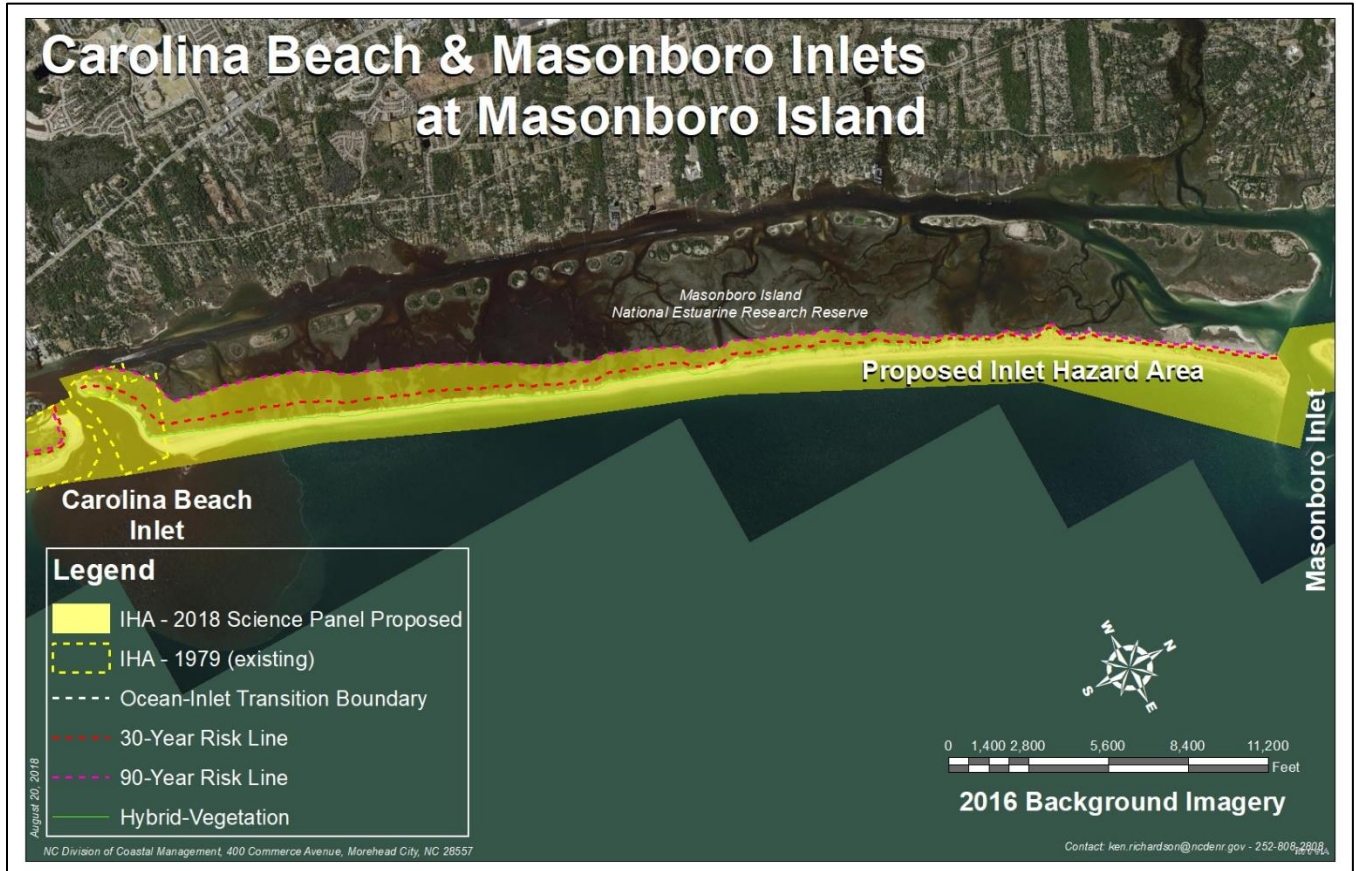 Carolina Beach & Masonboro Inlets
at Masonboro Island
Masonboro Island
National Estuarine Research Reserve
Proposed Inlet Hazard Area
Masonboro Inlet
Carolina Beach
Inlet
Legend
IHA - 2018 Science Panel Proposed
IHA - 1979 (existing)
Ocean-Inlet Transition Boundary
30-Year Risk Line
90-Year Risk Line
Hybrid-Vegetation
August 20, 2018
N
W
S
E
0 1,400 2,800 5,600 8,400 11,200
Feet
2016 Background Imagery
NC Division of Coastal Management, 400 Commerce Avenue, Morehead City, NC 28557
Contact: ken.richardson@ncdenr.gov - 252-808-2808